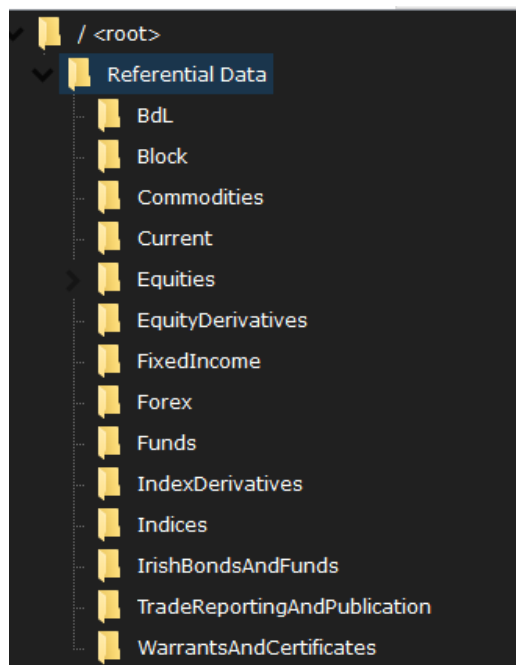 / <root>
Referential Data
BdL
Block
Commodities
Current
Equities
EquityDerivatives
FixedIncome
Forex
Funds
IndexDerivatives
Indices
IrishBondsAndFunds
TradeReportingAndPublication
WarrantsAndCertificates